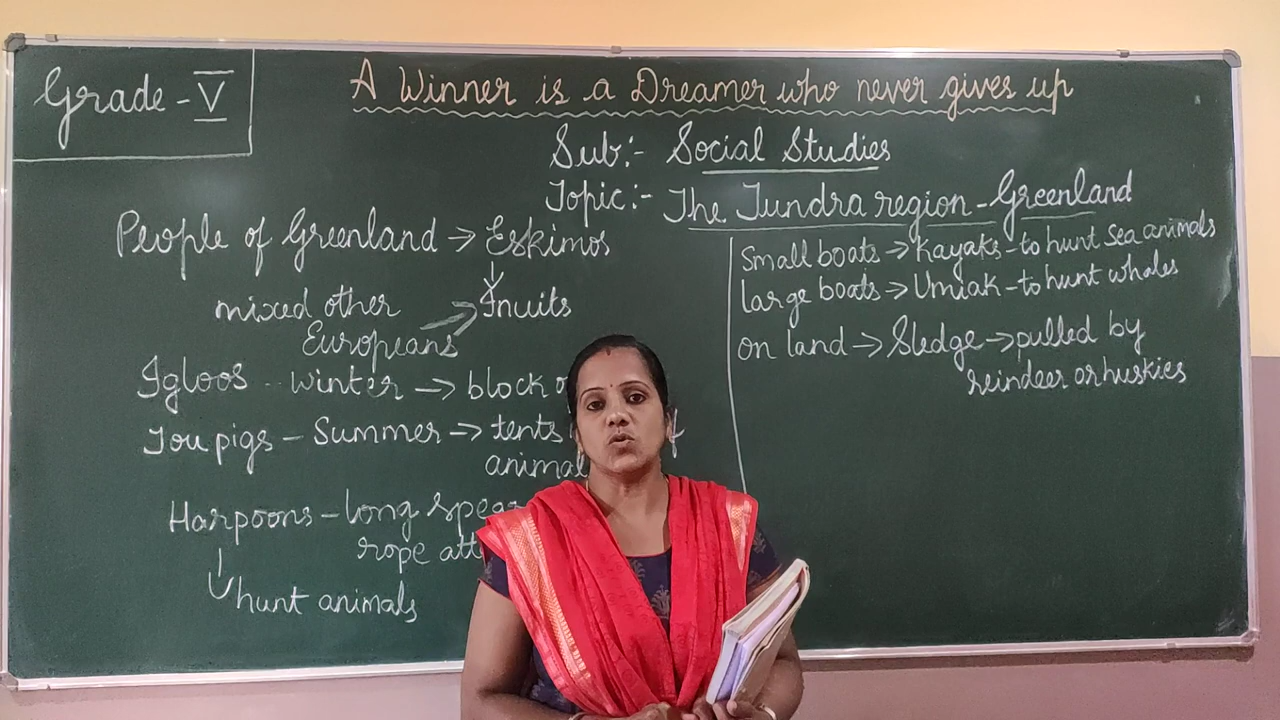 Grade - V
A Winner is a Dreamer who never gives up
Sub:- Social Studies
Topic:- The Tundra region - Greenland
People of Greenland → Eskimos
↓
mixed other → Inuits
Europeans
Igloos .. winter → block
Toupigs - Summer → tents
animal
Harpoons - long spear
rope
↓
hunt animals
Small boats → Kayaks - to hunt sea animals
large boats → Umiak - to hunt whales
on land → Sledge → pulled by
reindeer or huskies